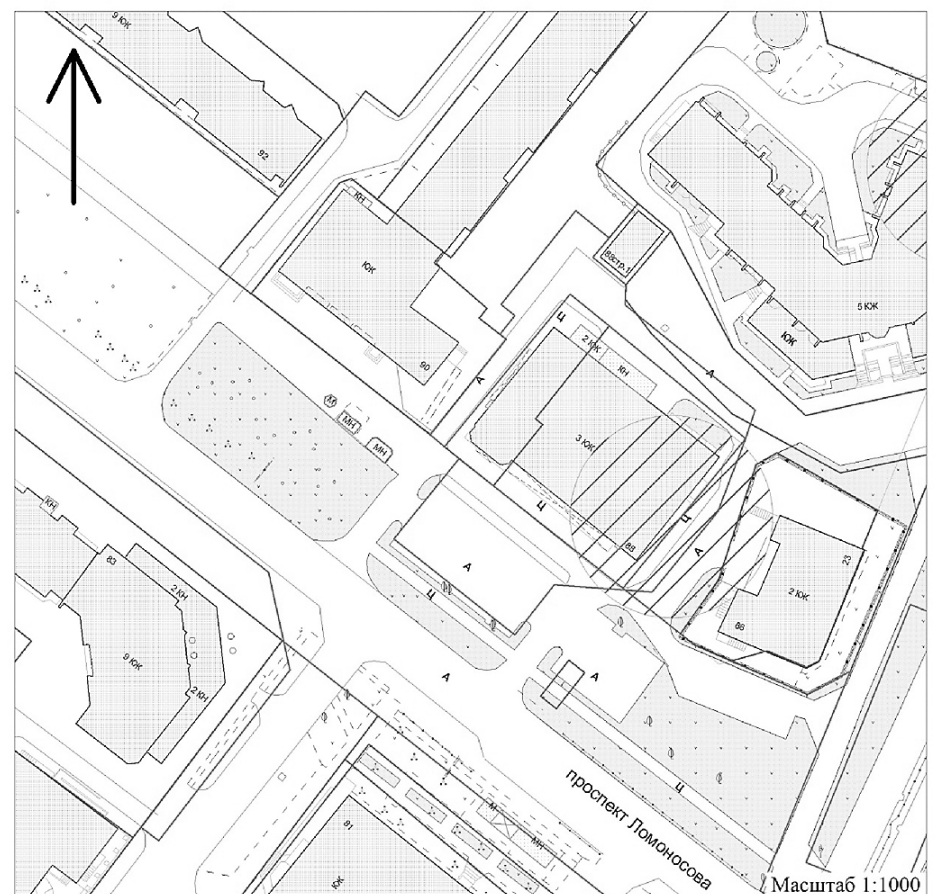 9 КЖ
92
КН
КЖ
90
А
88стр.1
5 КЖ
КЖ
Ц
2 КЖ
КН
А
3 КЖ
Ц
88
Ц
А
23
2 КЖ
86
М
МН
МН
А
Ц
КН
83
2 КН
9 КЖ
2 КН
А
А
Ц
проспект Ломоносова
М
МН
81
КЖ
Масштаб 1:1000